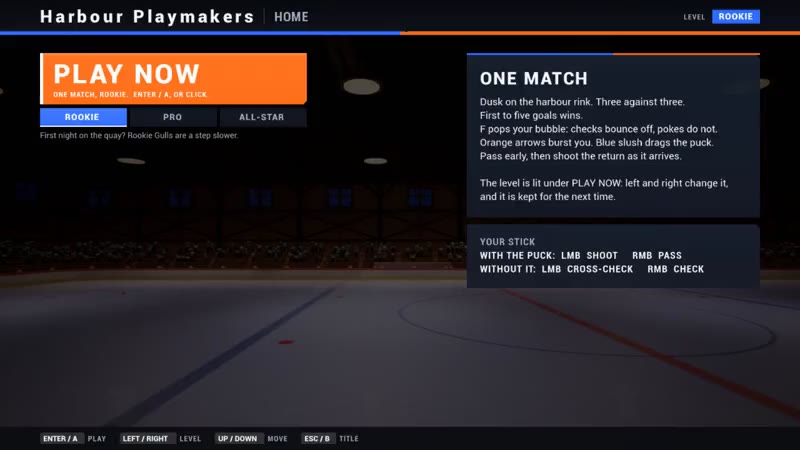 Harbour Playmakers HOME
LEVEL ROOKIE
PLAY NOW
ONE MATCH, ROOKIE. ENTER / A, OR CLICK.
ROOKIE PRO ALL-STAR
First night on the quay? Rookie Gulls are a step slower.
ONE MATCH
Dusk on the harbour rink. Three against three.
First to five goals wins.
F pops your bubble: checks bounce off, pokes do not.
Orange arrows burst you. Blue slush drags the puck.
Pass early, then shoot the return as it arrives.
The level is lit under PLAY NOW: left and right change it,
and it is kept for the next time.
YOUR STICK
WITH THE PUCK: LMB SHOOT RMB PASS
WITHOUT IT: LMB CROSS-CHECK RMB CHECK
ENTER / A PLAY LEFT / RIGHT LEVEL UP / DOWN MOVE ESC / B TITLE